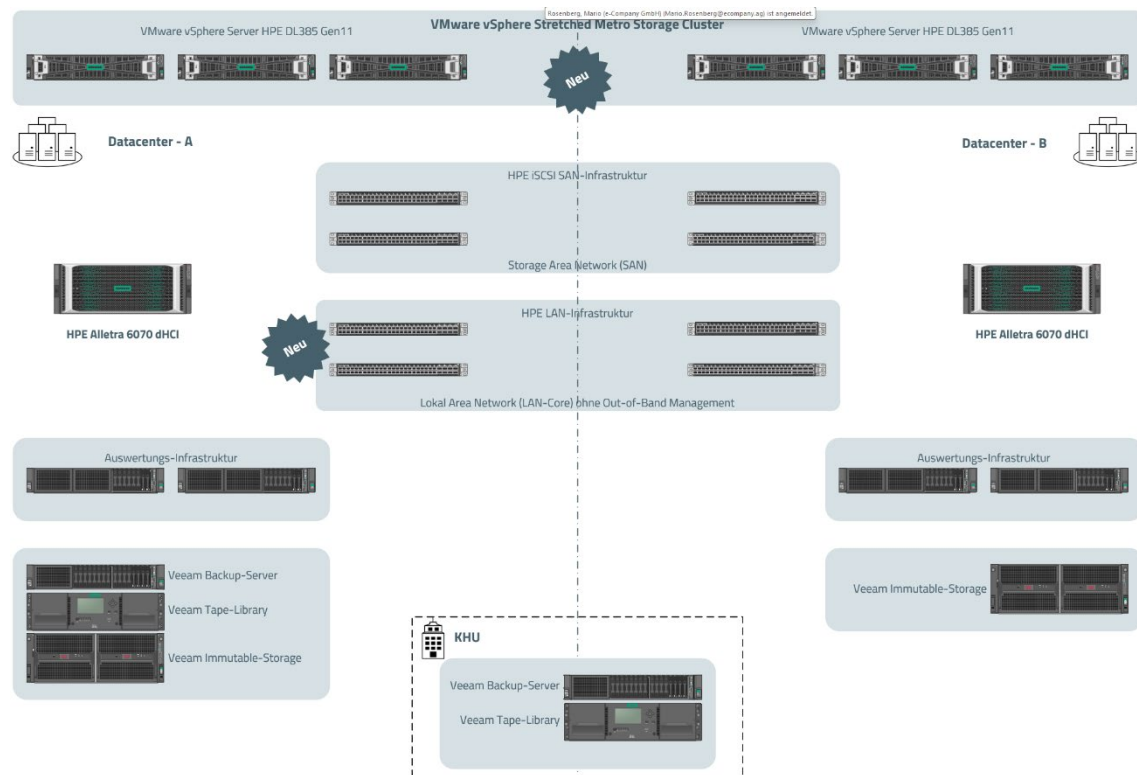 Rosenberg, Mario (e-Company GmbH) (Mario.Rosenberg@ecompany.ag) ist angemeldet.
VMware vSphere Stretched Metro Storage Cluster
VMware vSphere Server HPE DL385 Gen11
VMware vSphere Server HPE DL385 Gen11
Neu
Datacenter - A
Datacenter - B
HPE iSCSI SAN-Infrastruktur
Storage Area Network (SAN)
HPE Alletra 6070 dHCI
HPE Alletra 6070 dHCI
HPE LAN-Infrastruktur
Neu
Lokal Area Network (LAN-Core) ohne Out-of-Band Management
Auswertungs-Infrastruktur
Auswertungs-Infrastruktur
Veeam Backup-Server
Veeam Tape-Library
Veeam Immutable-Storage
Veeam Immutable-Storage
KHU
Veeam Backup-Server
Veeam Tape-Library